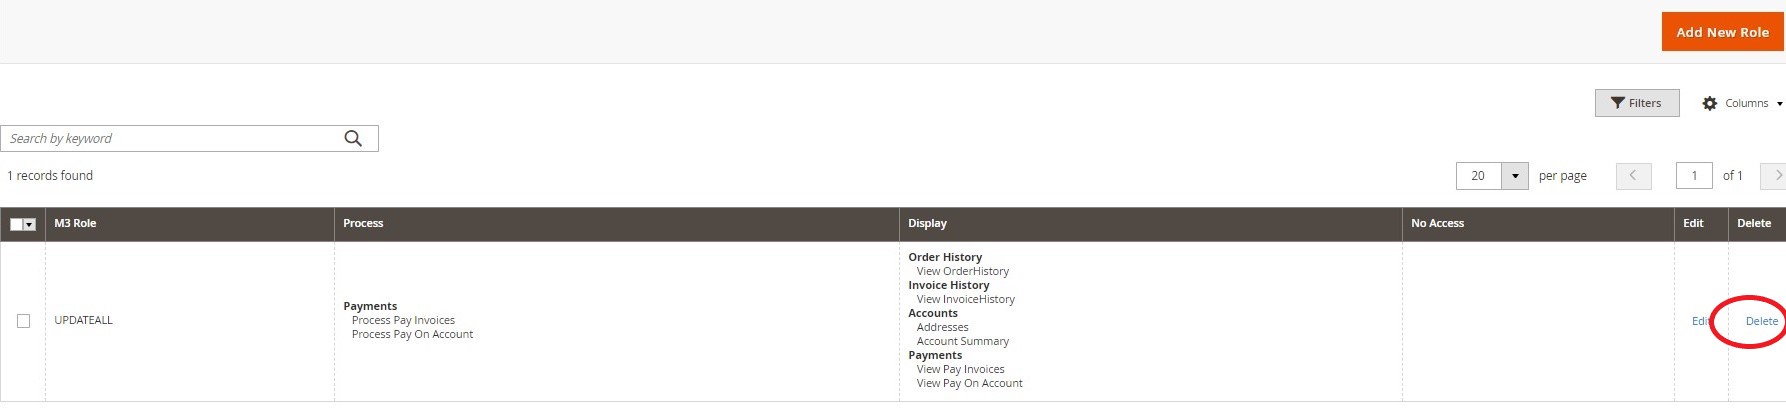 Add New Role
Filters
Columns
Search by keyword
1 records found
20
per page
1
of 1
M3 Role
Process
Display
No Access
Edit
Delete
UPDATEALL
Payments
Process Pay Invoices
Process Pay On Account
Order History
View OrderHistory
Invoice History
View InvoiceHistory
Accounts
Addresses
Account Summary
Payments
View Pay Invoices
View Pay On Account
Edit
Delete